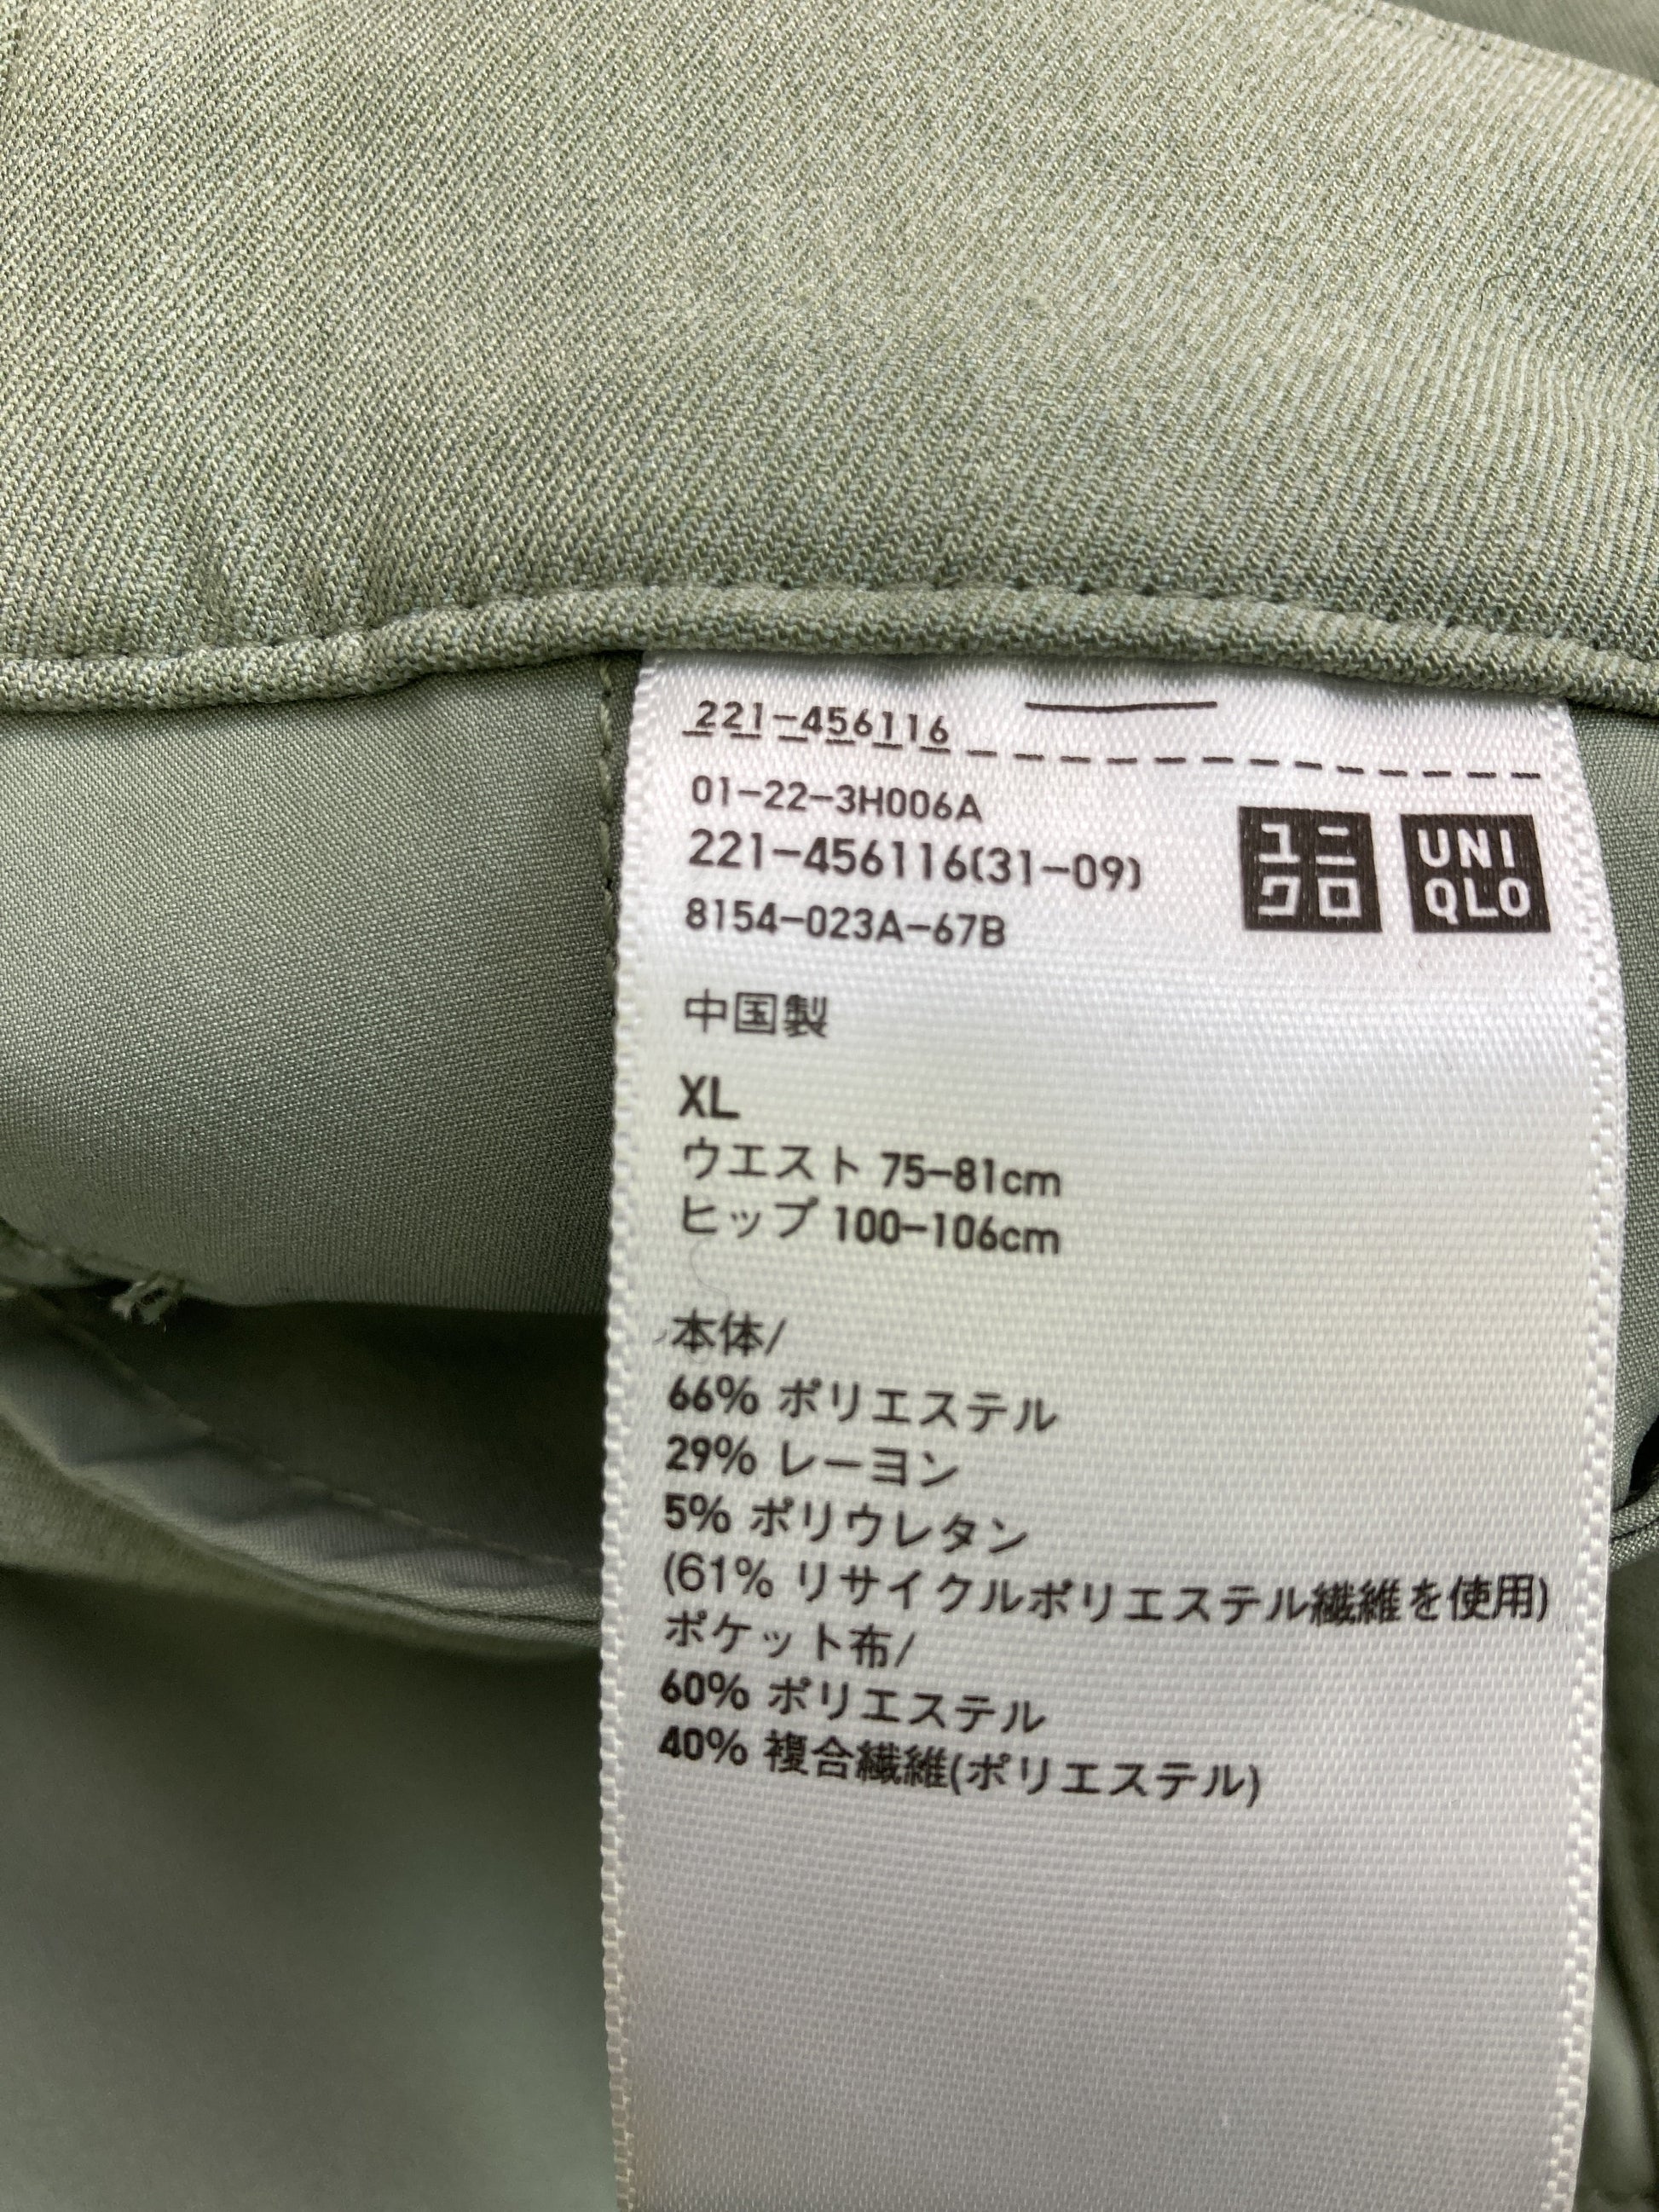 221-456116
01-22-3H006A
221-456116(31-09)
8154-023A-67B
ユニ
クロ
UNI
QLO
中国製
XL
ウエスト 75-81cm
ヒップ 100-106cm
本体/
66% ポリエステル
29% レーヨン
5% ポリウレタン
(61% リサイクルポリエステル繊維を使用)
ポケット布/
60% ポリエステル
40% 複合繊維(ポリエステル)